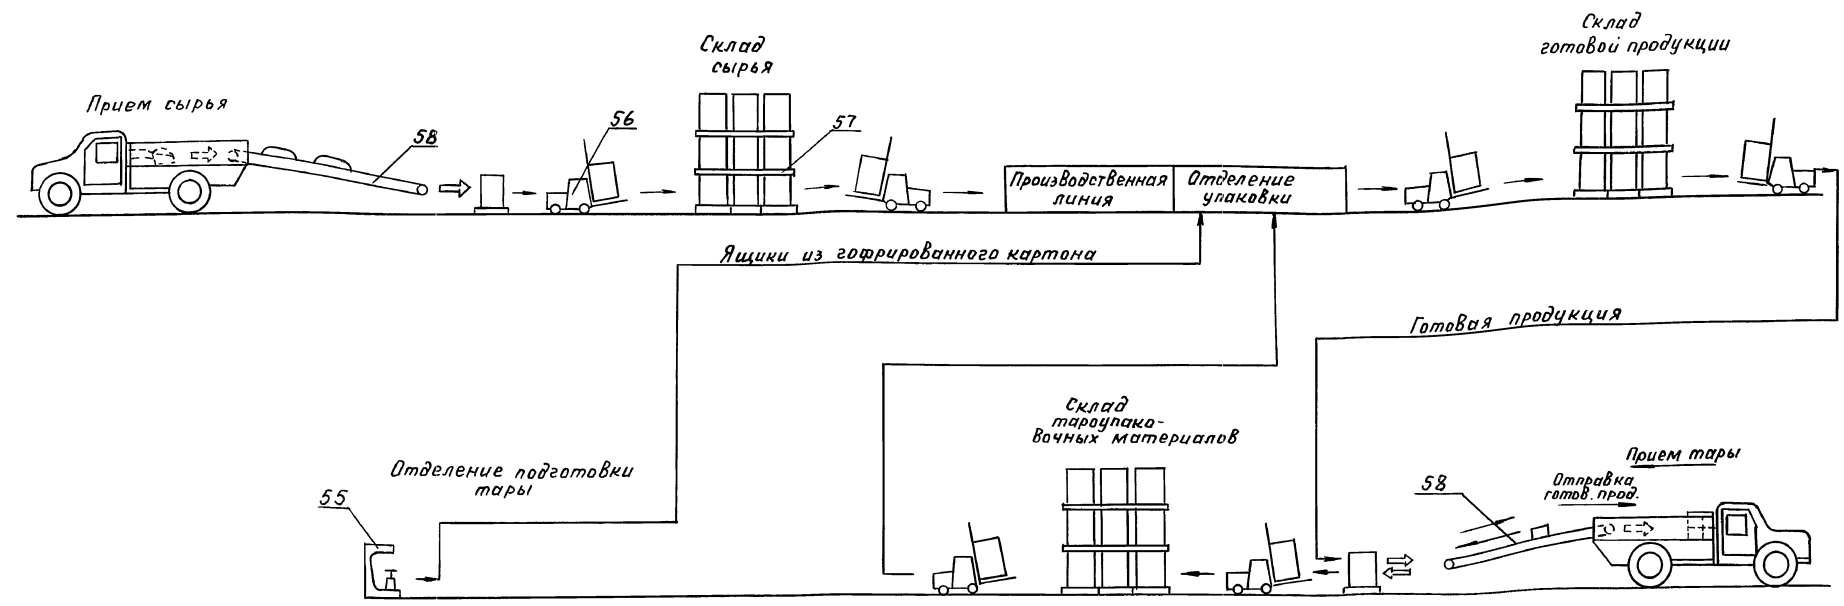 Прием сырья
58
56
Склад
сырья
57
Производственная
линия
Отделение
упаковки
Склад
готовой продукции
Ящики из гофрированного картона
Готовая продукция
Склад
тароупако-
вочных материалов
Отделение подготовки
тары
55
Прием тары
Отправка
готов. прод.
58